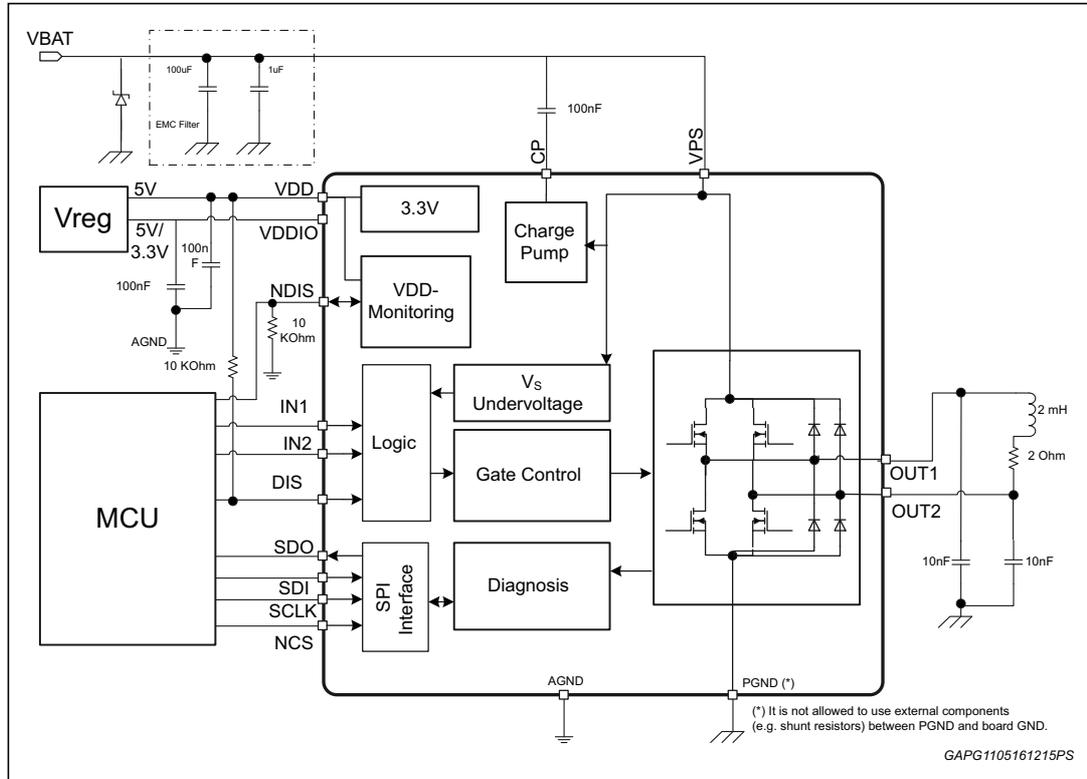 VBAT
100uF
1uF
EMC Filter
100nF
CP
VPS
5V
VDD
Vreg
3.3V
5V/
3.3V
VDDIO
Charge
Pump
100n
F
100nF
NDIS
VDD-
Monitoring
10
KOhm
AGND
10 KOhm
VS
Undervoltage
IN1
Logic
IN2
Gate Control
DIS
MCU
2 mH
2 Ohm
OUT1
OUT2
SDO
SPI
Interface
Diagnosis
10nF
10nF
SDI
SCLK
NCS
AGND
PGND (*)
(*) It is not allowed to use external components
(e.g. shunt resistors) between PGND and board GND.
GAPG1105161215PS